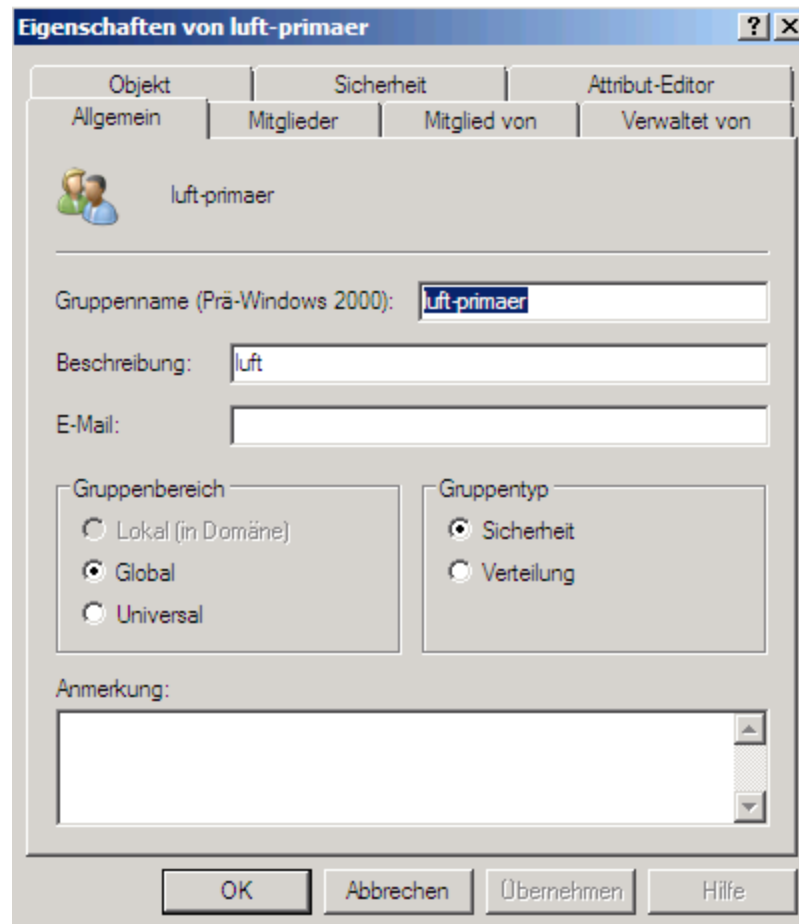 Eigenschaften von luft-primaer
Objekt Sicherheit Attribut-Editor
Allgemein Mitglieder Mitglied von Verwaltet von
luft-primaer
Gruppenname (Prä-Windows 2000): luft-primaer
Beschreibung: luft
E-Mail:
Gruppenbereich Gruppentyp
Lokal (in Domäne) Sicherheit
Global Verteilung
Universal
Anmerkung:
OK Abbrechen Übernehmen Hilfe